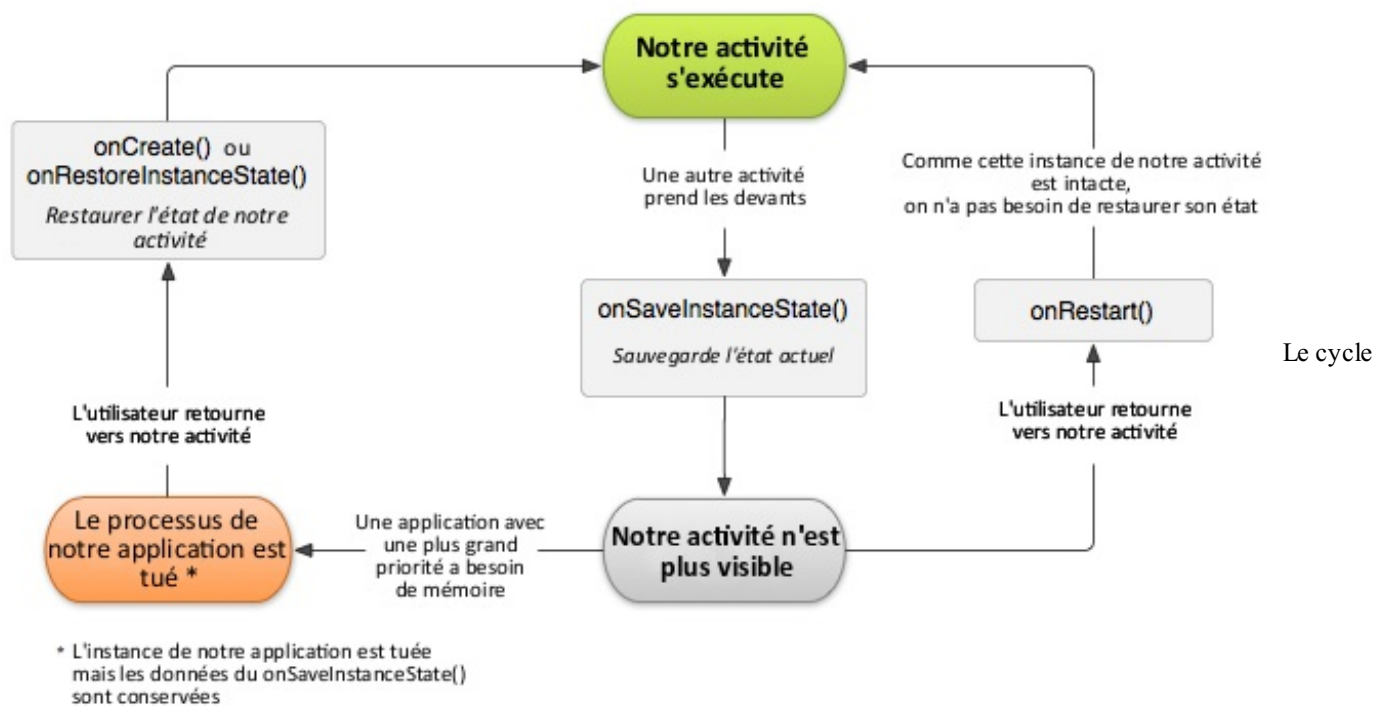 Notre activité
s'exécute
onCreate() ou
onRestoreInstanceState()
Restaurer l'état de notre
activité
Une autre activité
prend les devants
Comme cette instance de notre activité
est intacte,
on n'a pas besoin de restaurer son état
onSaveInstanceState()
Sauvegarde l'état actuel
onRestart()
Le cycle
L'utilisateur retourne
vers notre activité
L'utilisateur retourne
vers notre activité
Le processus de
notre application est
tué *
Une application avec
une plus grand
priorité a besoin
de mémoire
Notre activité n'est
plus visible
* L'instance de notre application est tuée
mais les données du onSaveInstanceState()
sont conservées